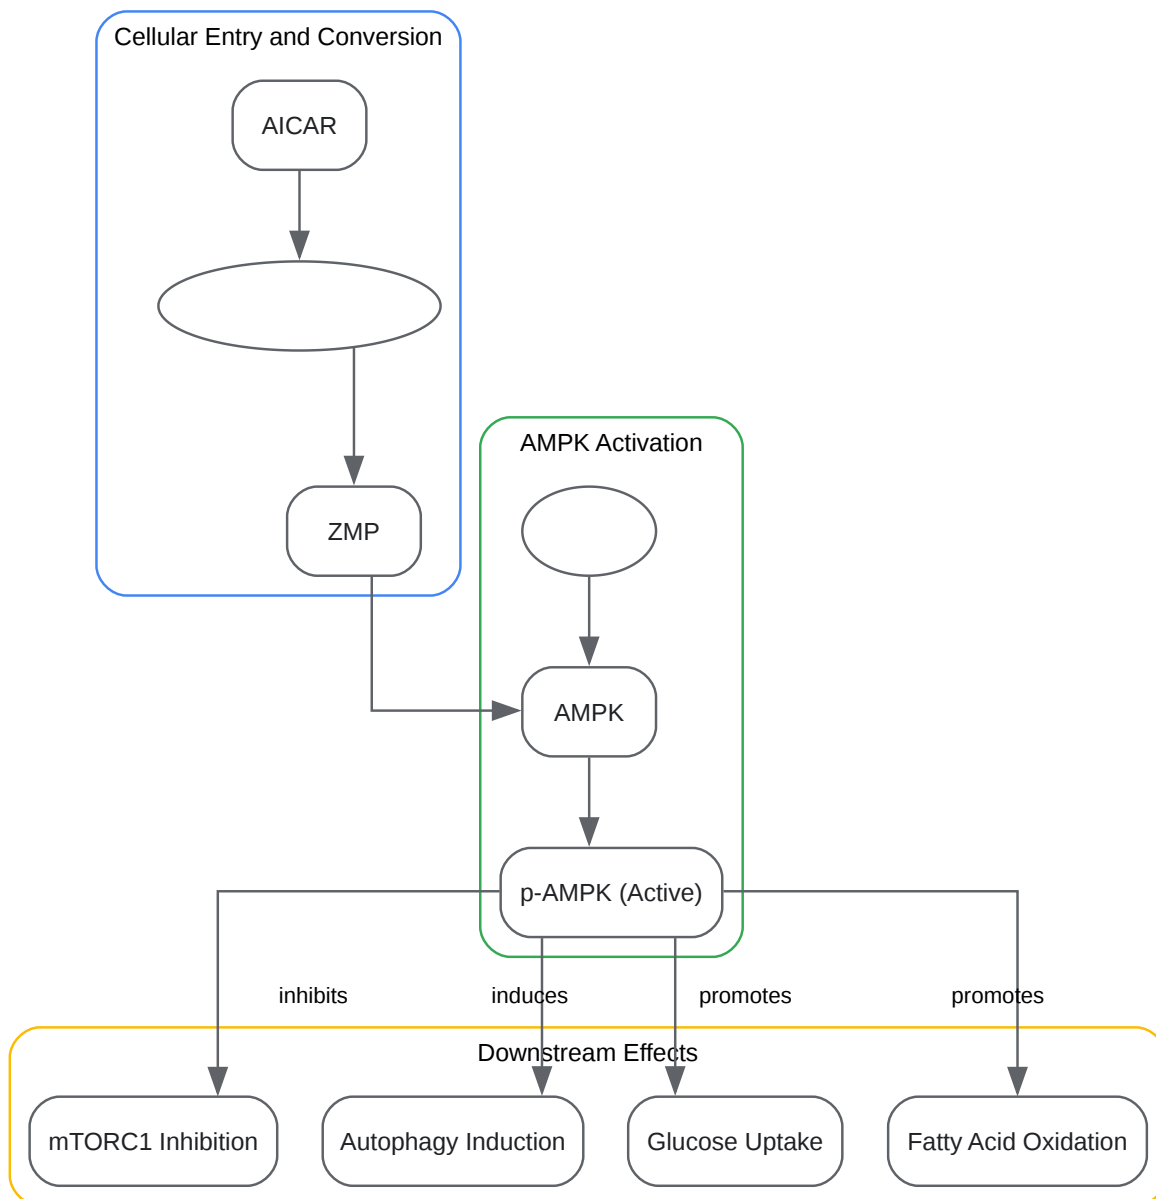 Cellular Entry and Conversion
AICAR
ZMP
AMPK Activation
AMPK
p-AMPK (Active)
inhibits
induces
promotes
promotes
Downstream Effects
mTORC1 Inhibition
Autophagy Induction
Glucose Uptake
Fatty Acid Oxidation